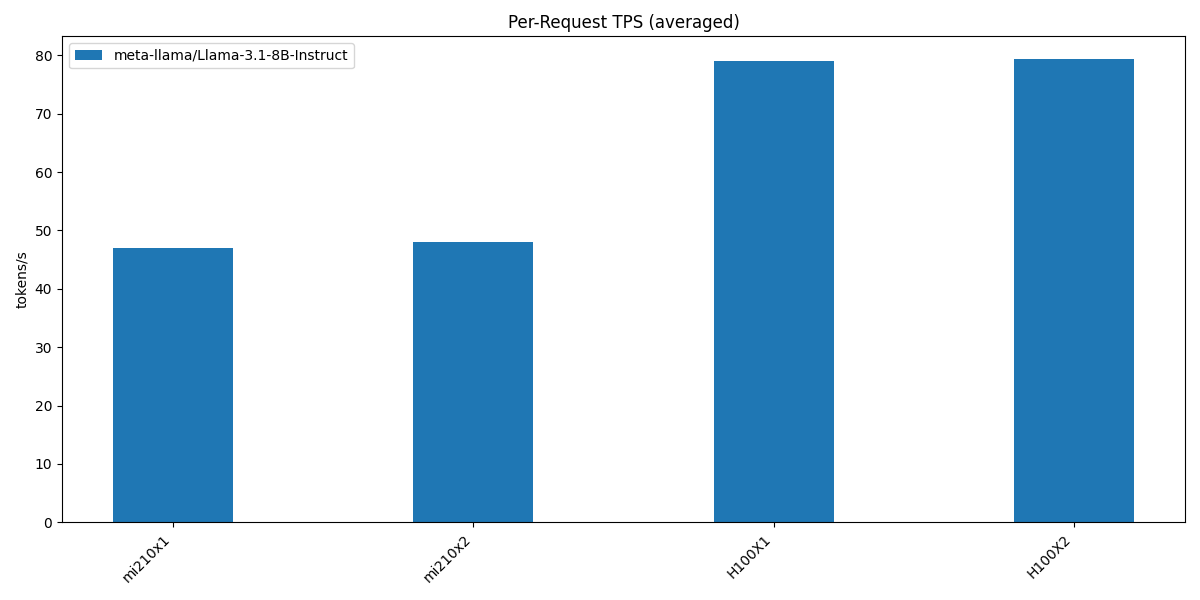 Per-Request TPS (averaged)
meta-llama/Llama-3.1-8B-Instruct
tokens/s
80
70
60
50
40
30
20
10
0
mi210x1
mi210x2
H100X1
H100X2